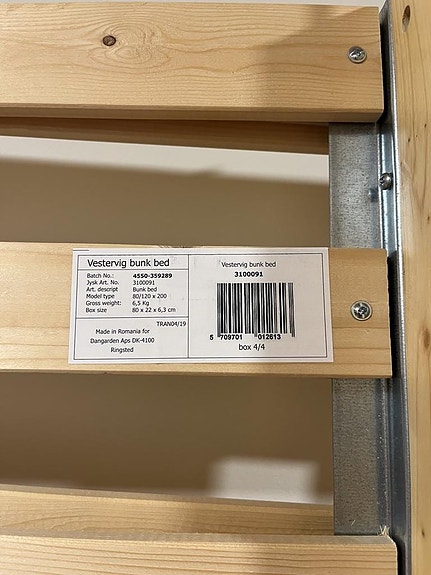 Vestervig bunk bed
Batch No.: 4550-359289
Jysk Art. No. 3100091
Art. descript Bunk bed
Model type 80/120 x 200
Gross weight: 6,5 Kg
Box size 80 x 22 x 6,3 cm
TRAN04/19
Made in Romania for
Dangarden Aps DK-4100
Ringsted
Vestervig bunk bed
3100091
5 709701 012613
box 4/4